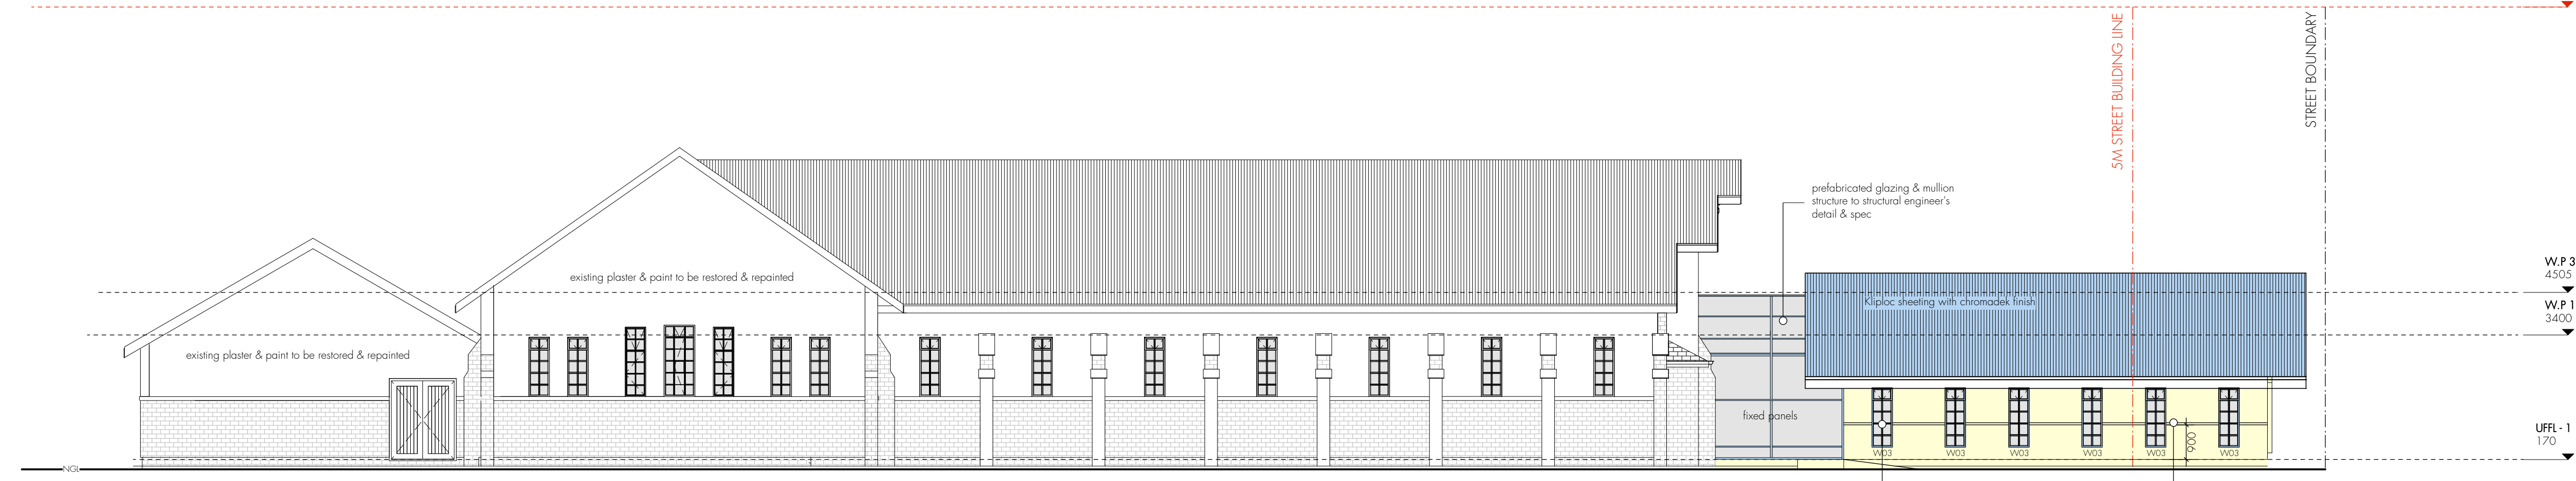 5M STREET BUILDING LINE
STREET BOUNDARY
prefabricated glazing & mullion
structure to structural engineer's
detail & spec
W.P 3
4505
existing plaster & paint to be restored & repainted
Kliploc sheeting with chromadek finish
W.P 1
3400
existing plaster & paint to be restored & repainted
fixed panels
UFFL - 1
170
900
W03
W03
W03
W03
W03
W03
NGL